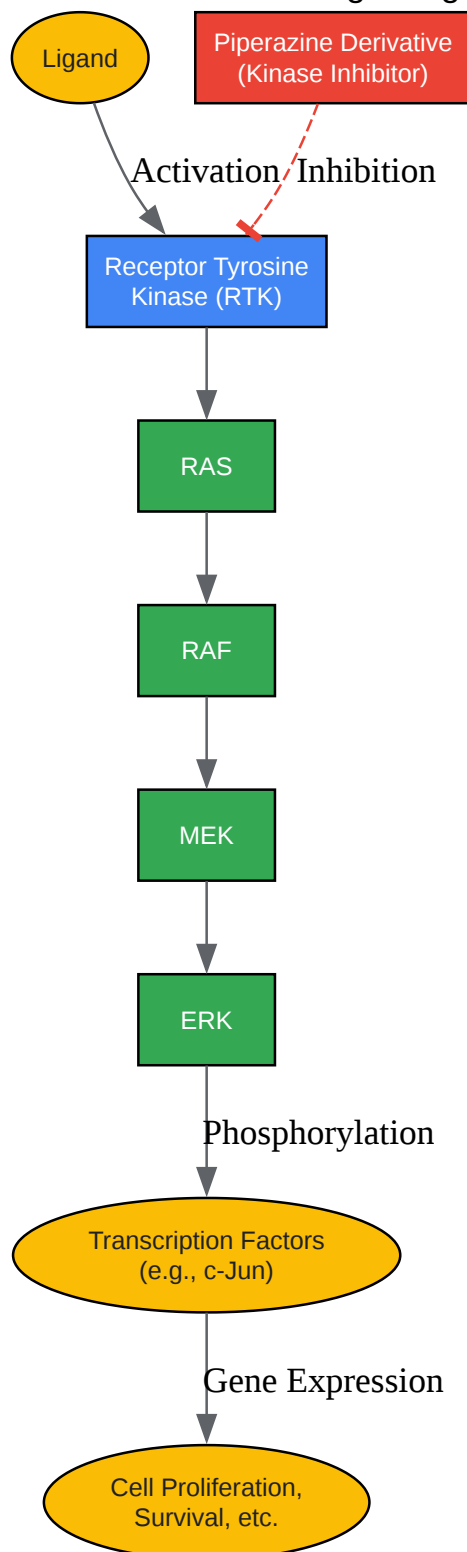 Ligand
Piperazine Derivative
(Kinase Inhibitor)
Activation
Inhibition
Receptor Tyrosine
Kinase (RTK)
RAS
RAF
MEK
ERK
Phosphorylation
Transcription Factors
(e.g., c-Jun)
Gene Expression
Cell Proliferation,
Survival, etc.